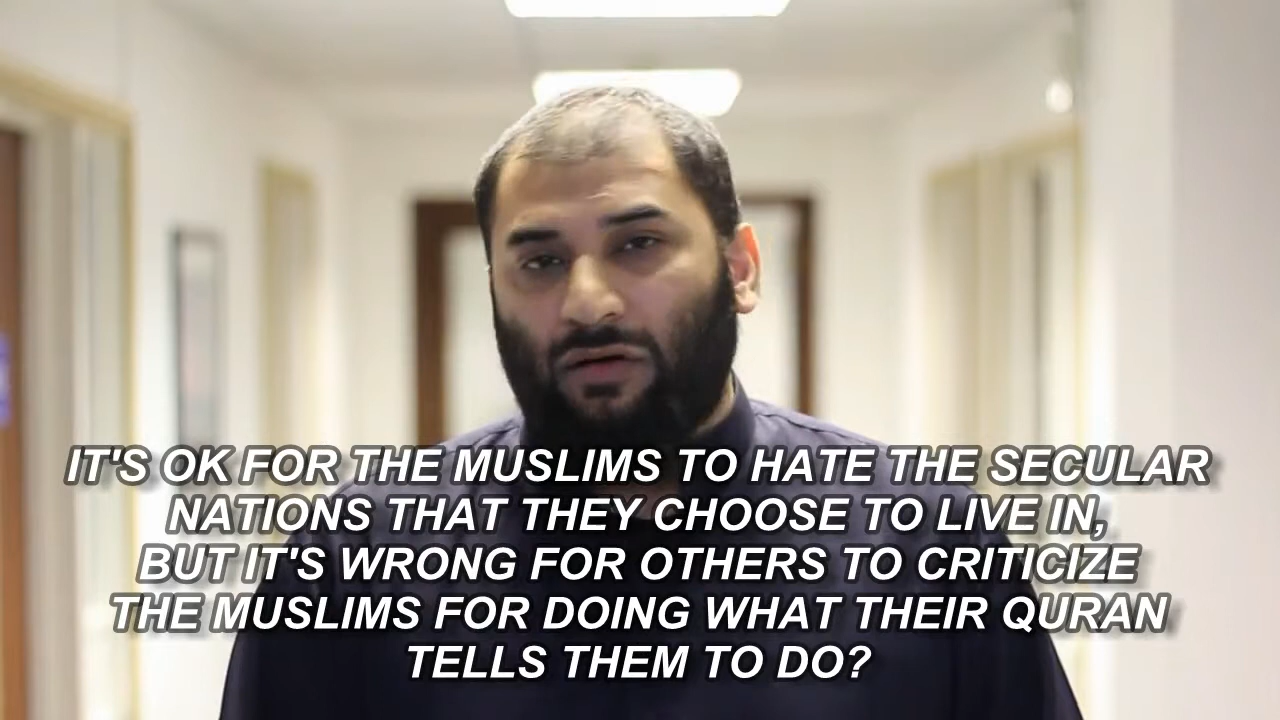 IT'S OK FOR THE MUSLIMS TO HATE THE SECULAR
NATIONS THAT THEY CHOOSE TO LIVE IN,
BUT IT'S WRONG FOR OTHERS TO CRITICIZE
THE MUSLIMS FOR DOING WHAT THEIR QURAN
TELLS THEM TO DO?